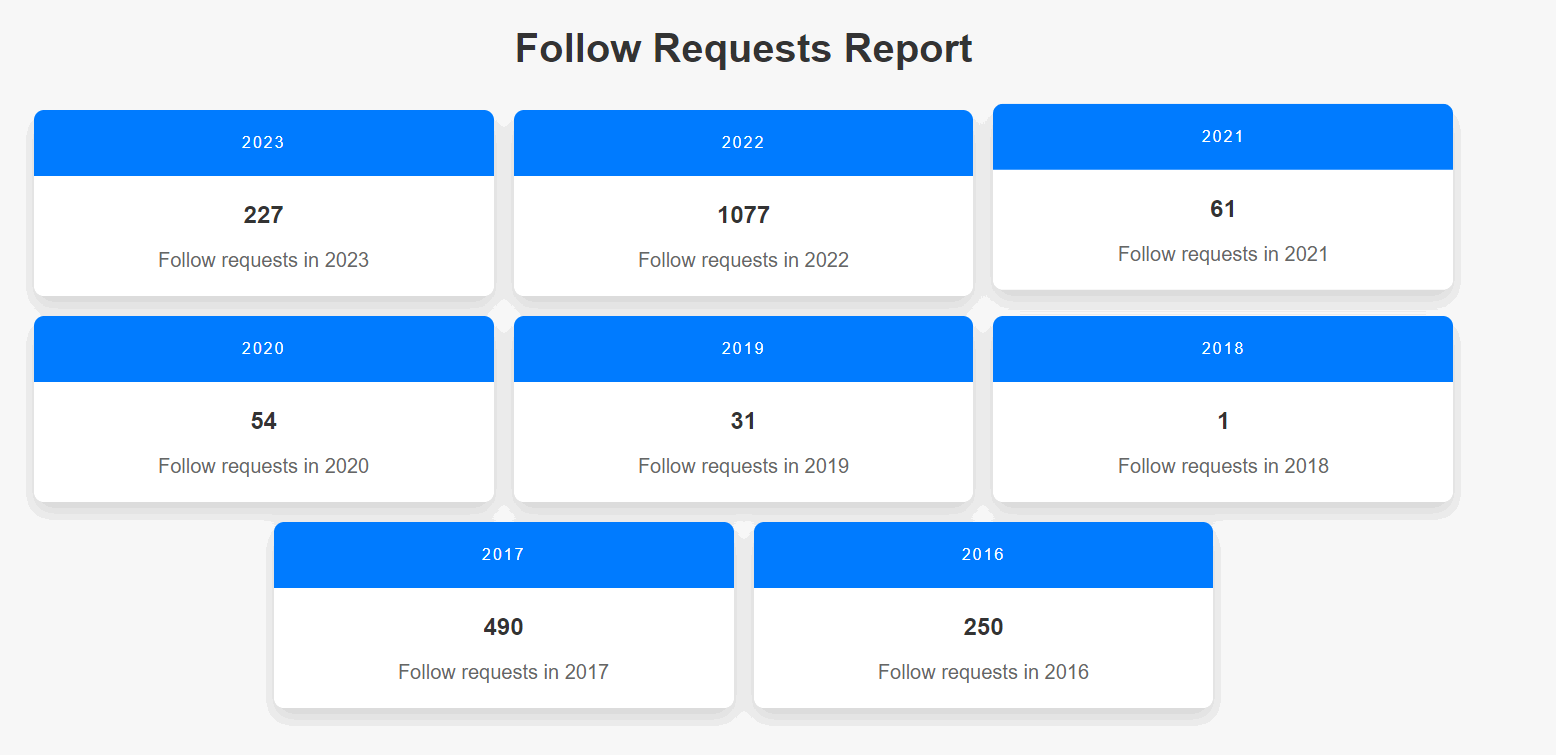 Follow Requests Report
2023
227
Follow requests in 2023
2022
1077
Follow requests in 2022
2021
61
Follow requests in 2021
2020
54
Follow requests in 2020
2019
31
Follow requests in 2019
2018
1
Follow requests in 2018
2017
490
Follow requests in 2017
2016
250
Follow requests in 2016